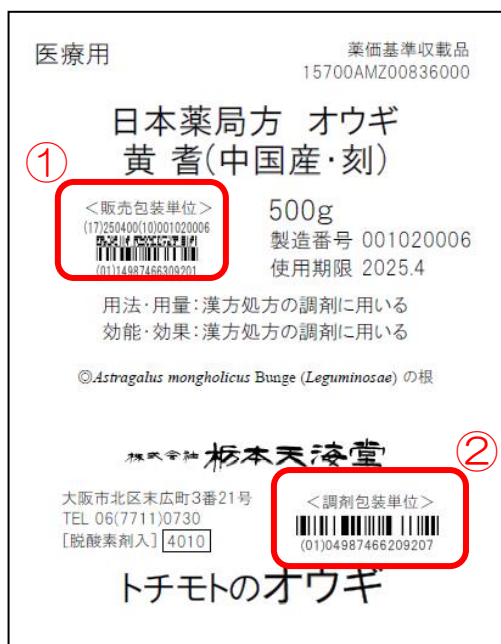 医療用
薬価基準収載品
15700AMZ00836000
日本薬局方 オウギ
黄 耆(中国産・刻)
①
<販売包装単位>
(17)250400(10)001020006
(01)14987466309201
500g
製造番号 001020006
使用期限 2025.4
用法・用量:漢方処方の調剤に用いる
効能・効果:漢方処方の調剤に用いる
◎Astragalus mongholicus Bunge (Leguminosae) の根
株式会社 栃本天海堂
②
大阪市北区末広町3番21号
TEL 06(7711)0730
[脱酸素剤入] 4010
<調剤包装単位>
(01)04987466209207
トチモトのオウギ